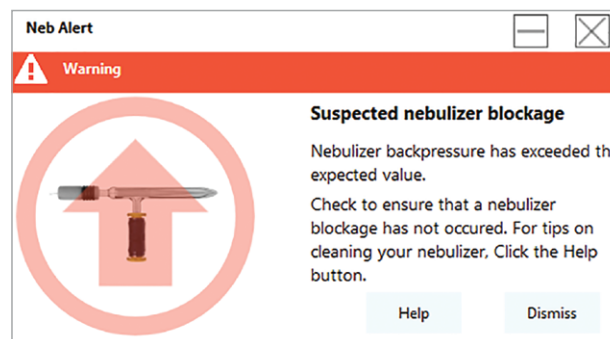 Neb Alert
Warning
Suspected nebulizer blockage
Nebulizer backpressure has exceeded th
expected value.
Check to ensure that a nebulizer
blockage has not occured. For tips on
cleaning your nebulizer, Click the Help
button.
Help
Dismiss